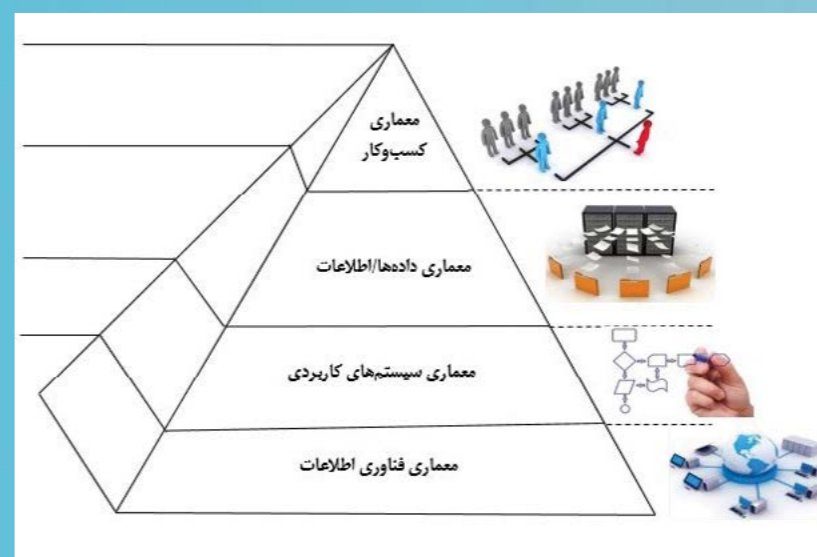 معماری
کسب‌وکار
معماری داده‌ها/اطلاعات
معماری سیستم‌های کاربردی
معماری فناوری اطلاعات